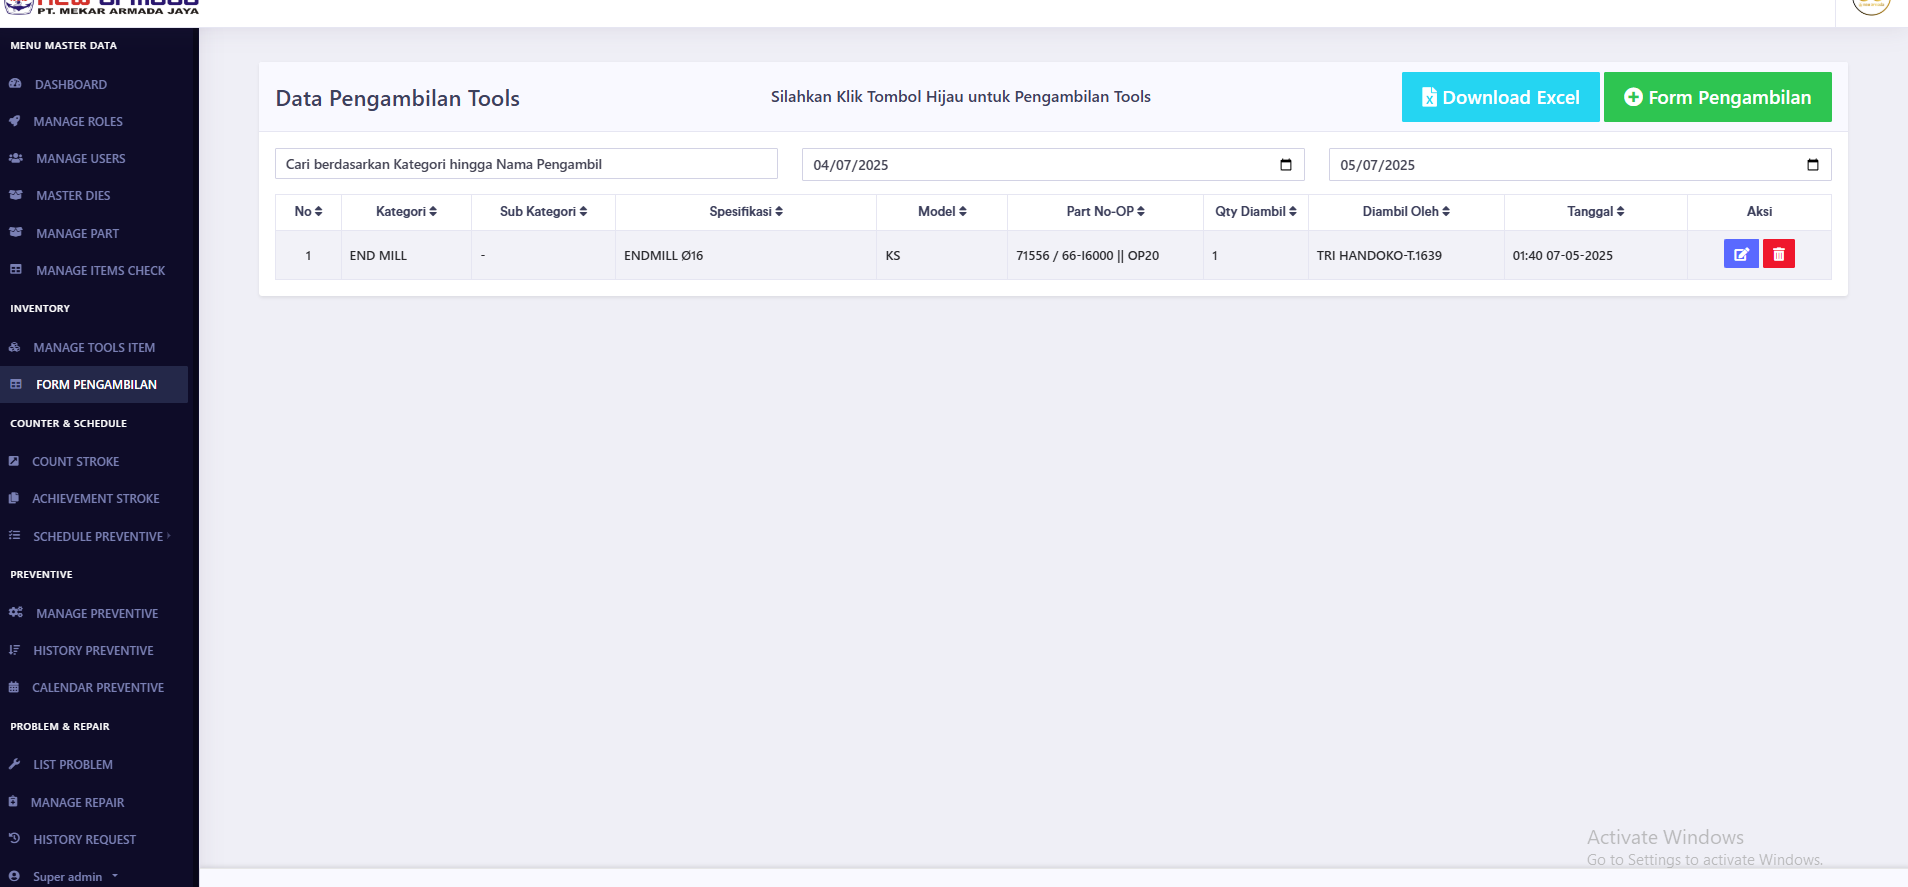 PT. MEKAR ARMADA JAYA
MENU MASTER DATA
DASHBOARD
MANAGE ROLES
MANAGE USERS
MASTER DIES
MANAGE PART
MANAGE ITEMS CHECK
INVENTORY
MANAGE TOOLS ITEM
FORM PENGAMBILAN
COUNTER & SCHEDULE
COUNT STROKE
ACHIEVEMENT STROKE
SCHEDULE PREVENTIVE
PREVENTIVE
MANAGE PREVENTIVE
HISTORY PREVENTIVE
CALENDAR PREVENTIVE
PROBLEM & REPAIR
LIST PROBLEM
MANAGE REPAIR
HISTORY REQUEST
Super admin
Data Pengambilan Tools Silahkan Klik Tombol Hijau untuk Pengambilan Tools Download Excel Form Pengambilan
Cari berdasarkan Kategori hingga Nama Pengambil 04/07/2025 05/07/2025
No Kategori Sub Kategori Spesifikasi Model Part No-OP Qty Diambil Diambil Oleh Tanggal Aksi
1 END MILL - ENDMILL Ø16 KS 71556 / 66-I6000 || OP20 1 TRI HANDOKO-T.1639 01:40 07-05-2025
Activate Windows
Go to Settings to activate Windows.